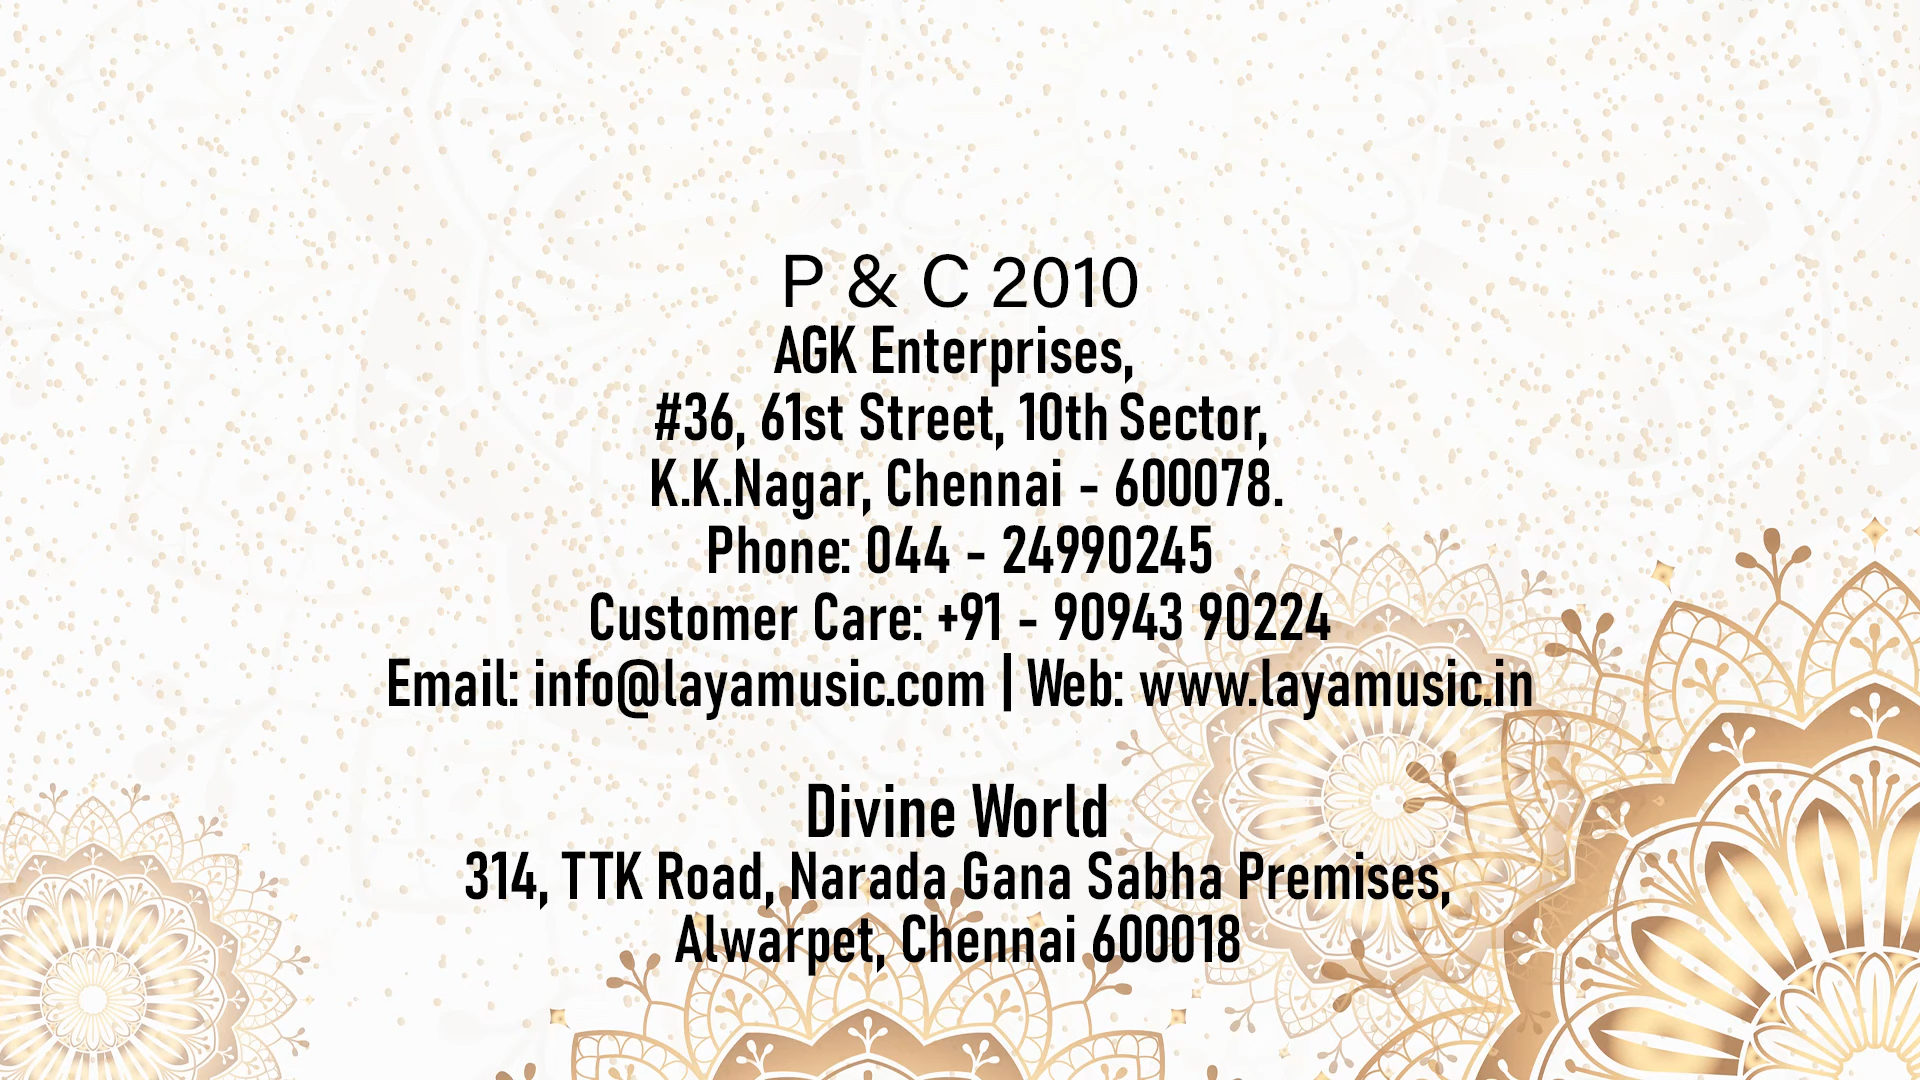 P & C 2010
AGK Enterprises,
#36, 61st Street, 10th Sector,
K.K.Nagar, Chennai - 600078.
Phone: 044 - 24990245
Customer Care: +91 - 90943 90224
Email: info@layamusic.com | Web: www.layamusic.in
Divine World
314, TTK Road, Narada Gana Sabha Premises,
Alwarpet, Chennai 600018